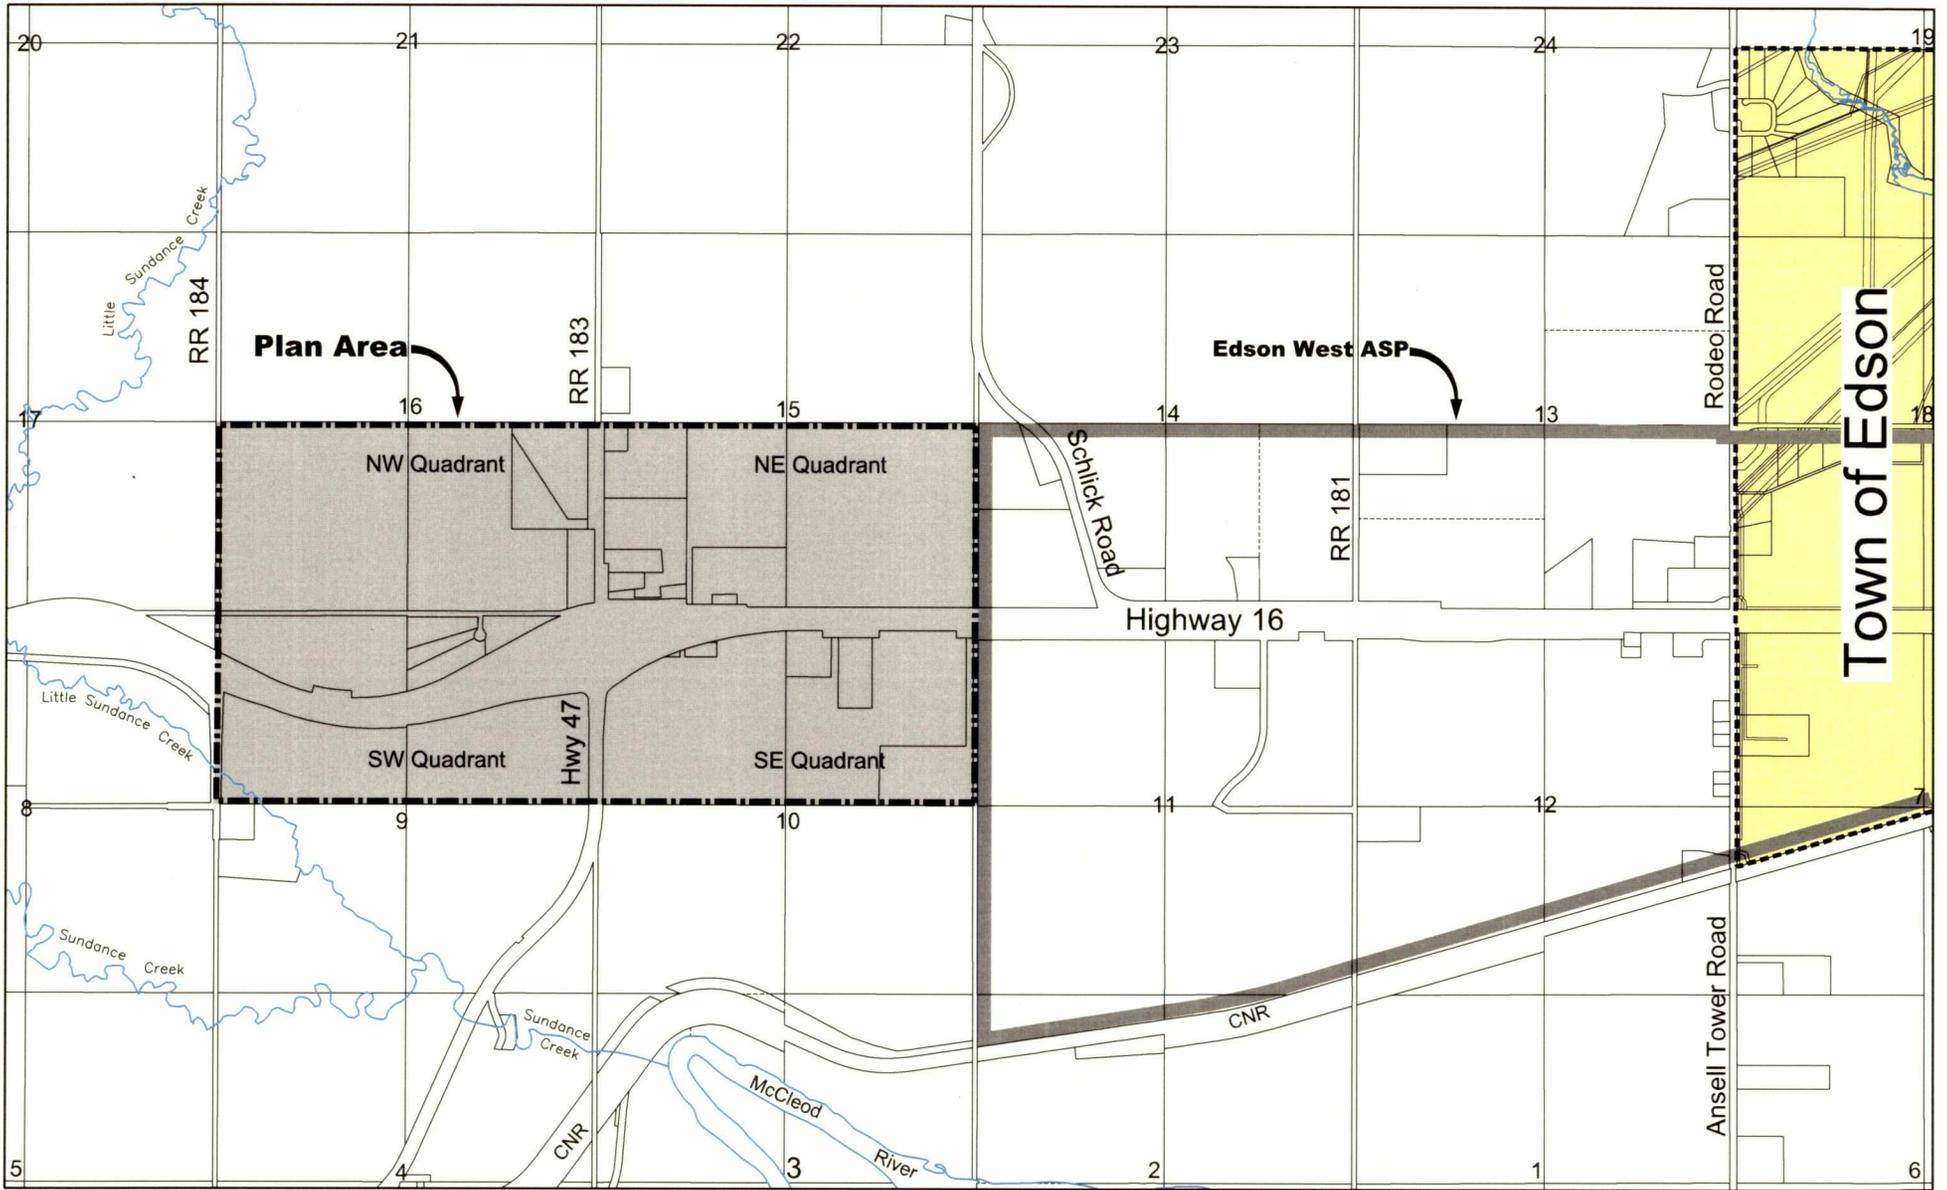 20
21
22
23
24
19
Little Sundance Creek
RR 184
Plan Area
RR 183
Edson West ASP
Rodeo Road
Town of Edson
17
16
15
14
13
18
NW Quadrant
NE Quadrant
Schlick Road
RR 181
Highway 16
Little Sundance Creek
SW Quadrant
Hwy 47
SE Quadrant
8
9
10
11
12
7
Sundance Creek
Sundance
Creek
CNR
Ansell Tower Road
McCleod
River
CNR
5
4
3
2
1
6